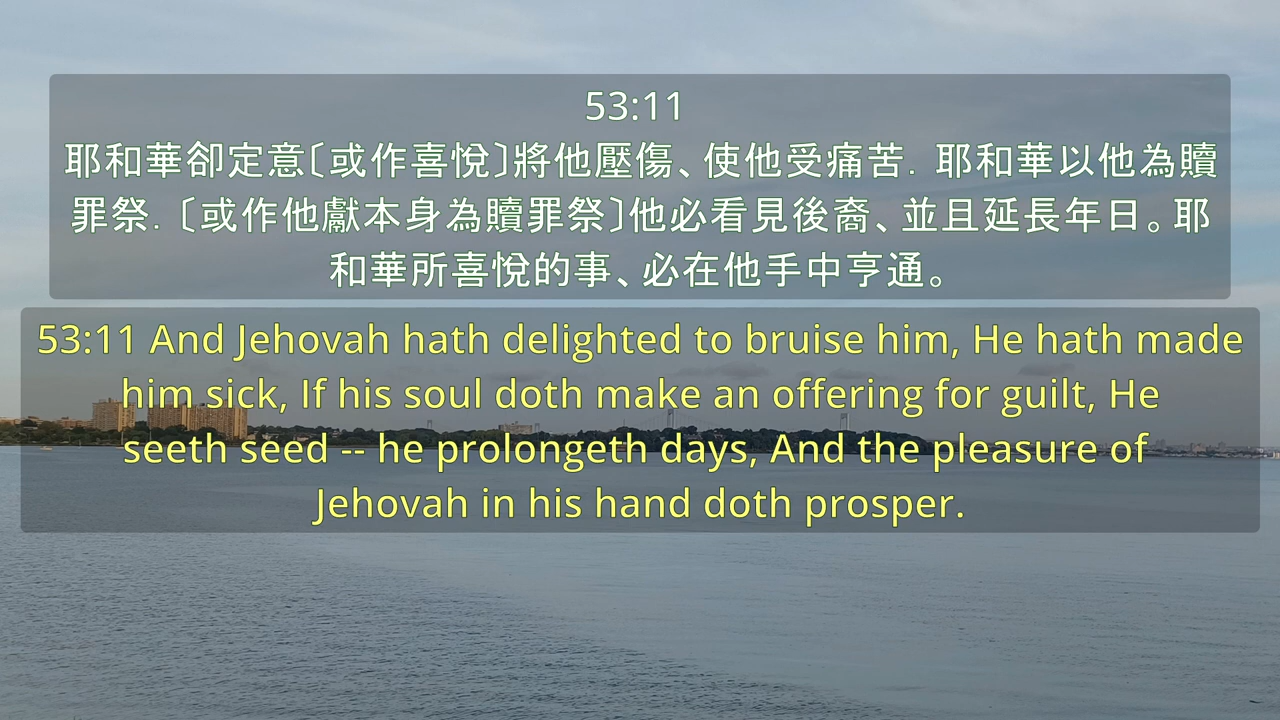 53:11
耶和華卻定意〔或作喜悅〕將他壓傷、使他受痛苦．耶和華以他為贖
罪祭．〔或作他獻本身為贖罪祭〕他必看見後裔、並且延長年日。耶
和華所喜悅的事、必在他手中亨通。
53:11 And Jehovah hath delighted to bruise him, He hath made
him sick, If his soul doth make an offering for guilt, He
seeth seed -- he prolongeth days, And the pleasure of
Jehovah in his hand doth prosper.